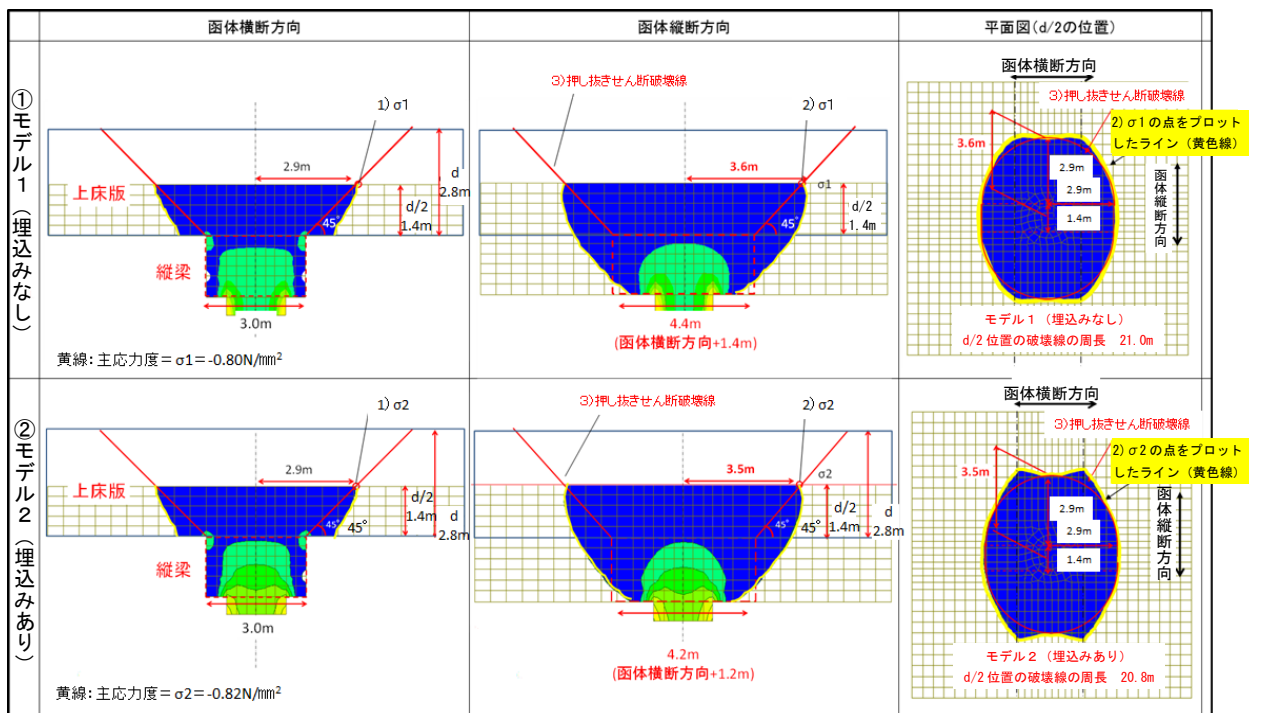 函体横断方向
函体縦断方向
平面図(d/2の位置)
①モデル1（埋込みなし）
1) σ1
2.9m
d
2.8m
上床版
d/2
1.4m
45°
縦梁
3.0m
黄線：主応力度＝σ1＝-0.80N/mm²
3)押し抜きせん断破壊線
2) σ1
3.6m
σ1
d/2
1.4m
45°
4.4m
(函体横断方向+1.4m)
函体横断方向
3)押し抜きせん断破壊線
2) σ1の点をプロット
したライン（黄色線）
3.6m
2.9m
2.9m
1.4m
函体縦断方向
モデル1（埋込みなし）
d/2位置の破壊線の周長 21.0m
②モデル2（埋込みあり）
1) σ2
2.9m
上床版
d/2
1.4m
d
2.8m
45°
45°
縦梁
3.0m
黄線：主応力度＝σ2＝-0.82N/mm²
3)押し抜きせん断破壊線
2) σ2
3.5m
σ2
d/2
1.4m
d
2.8m
45°
45°
4.2m
(函体横断方向+1.2m)
函体横断方向
3)押し抜きせん断破壊線
2) σ2の点をプロット
したライン（黄色線）
3.5m
2.9m
2.9m
1.4m
函体縦断方向
モデル2（埋込みあり）
d/2位置の破壊線の周長 20.8m